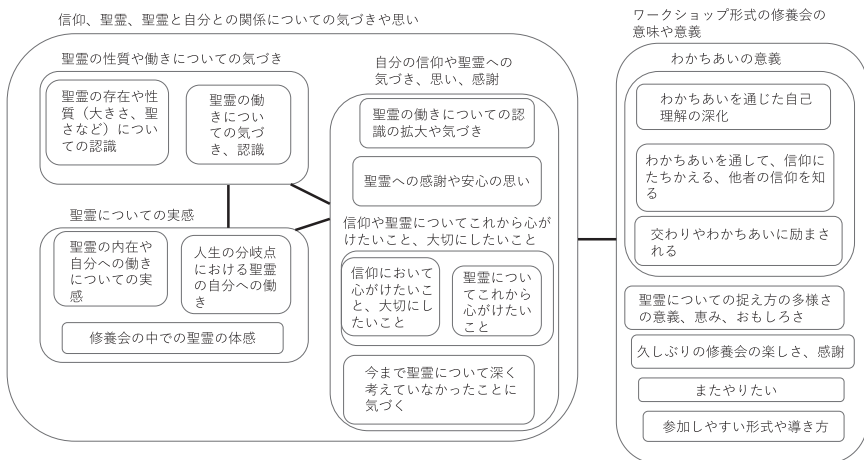 信仰、聖霊、聖霊と自分との関係についての気づきや思い
聖霊の性質や働きについての気づき
聖霊の存在や性
質（大きさ、聖
さなど）につい
ての認識
聖霊の働
きについ
ての気づ
き、認識
聖霊についての実感
聖霊の内在や
自分への働き
についての実
感
人生の分岐点
における聖霊
の自分への働
き
修養会の中での聖霊の体感
自分の信仰や聖霊への
気づき、思い、感謝
聖霊の働きについての認
識の拡大や気づき
聖霊への感謝や安心の思い
信仰や聖霊についてこれから心が
けたいこと、大切にしたいこと
信仰において
心がけたいこ
と、大切にし
たいこと
聖霊につい
てこれから
心がけたい
こと
今まで聖霊について深く
考えていなかったことに
気づく
ワークショップ形式の修養会の
意味や意義
わかちあいの意義
わかちあいを通じた自己
理解の深化
わかちあいを通して、信仰に
たちかえる、他者の信仰を知
る
交わりやわかちあいに励まさ
れる
聖霊についての捉え方の多様さ
の意義、恵み、おもしろさ
久しぶりの修養会の楽しさ、感謝
またやりたい
参加しやすい形式や導き方